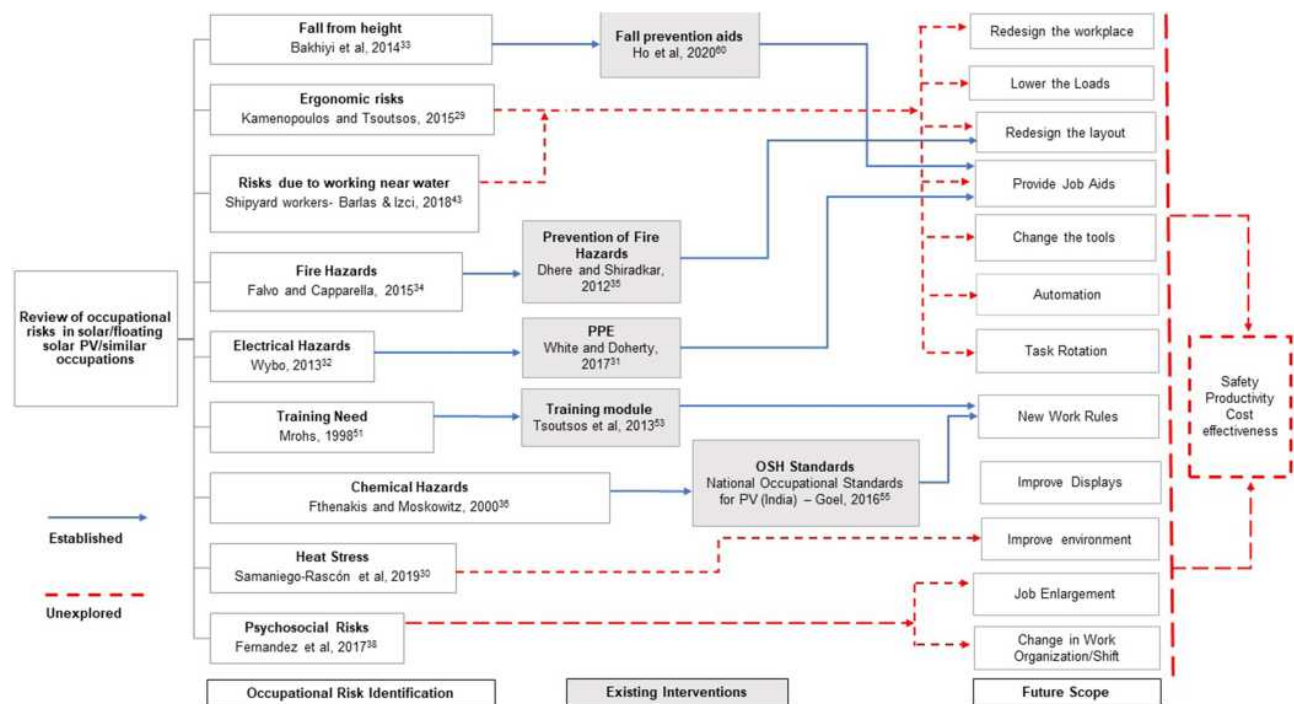 Review of occupational
risks in solar/floating
solar PV/similar
occupations
Established
Unexplored
Fall from height
Bakhiyi et al, 2014³³
Ergonomic risks
Kamenopoulos and Tsoutsos, 2015²⁹
Risks due to working near water
Shipyard workers- Barlas & Izci, 2018⁴³
Fire Hazards
Falvo and Capparella, 2015³⁴
Electrical Hazards
Wybo, 2013³²
Training Need
Mrohs, 1998⁵¹
Chemical Hazards
Fthenakis and Moskowitz, 2000³⁶
Heat Stress
Samaniego-Rascón et al, 2019³⁰
Psychosocial Risks
Fernandez et al, 2017³⁸
Occupational Risk Identification
Fall prevention aids
Ho et al, 2020⁶⁰
Prevention of Fire
Hazards
Dhere and Shiradkar,
2012³⁵
PPE
White and Doherty,
2017³¹
Training module
Tsoutsos et al, 2013⁵³
OSH Standards
National Occupational Standards
for PV (India) – Goel, 2016⁵⁵
Existing Interventions
Redesign the workplace
Lower the Loads
Redesign the layout
Provide Job Aids
Change the tools
Automation
Task Rotation
New Work Rules
Improve Displays
Improve environment
Job Enlargement
Change in Work
Organization/Shift
Future Scope
Safety
Productivity
Cost
effectiveness